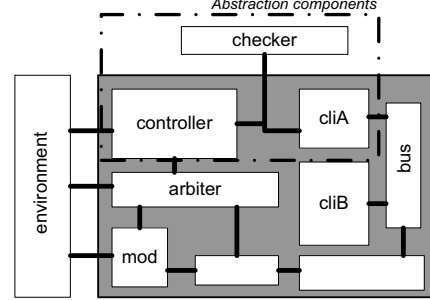 Abstraction components
checker
controller
cliA
environment
bus
arbiter
cliB
mod